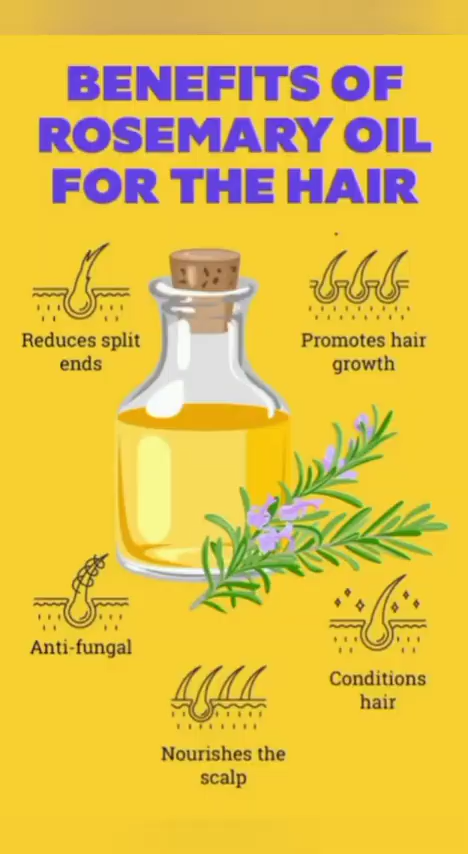 BENEFITS OF
ROSEMARY OIL
FOR THE HAIR
Reduces split
ends
Promotes hair
growth
Anti-fungal
Conditions
hair
Nourishes the
scalp